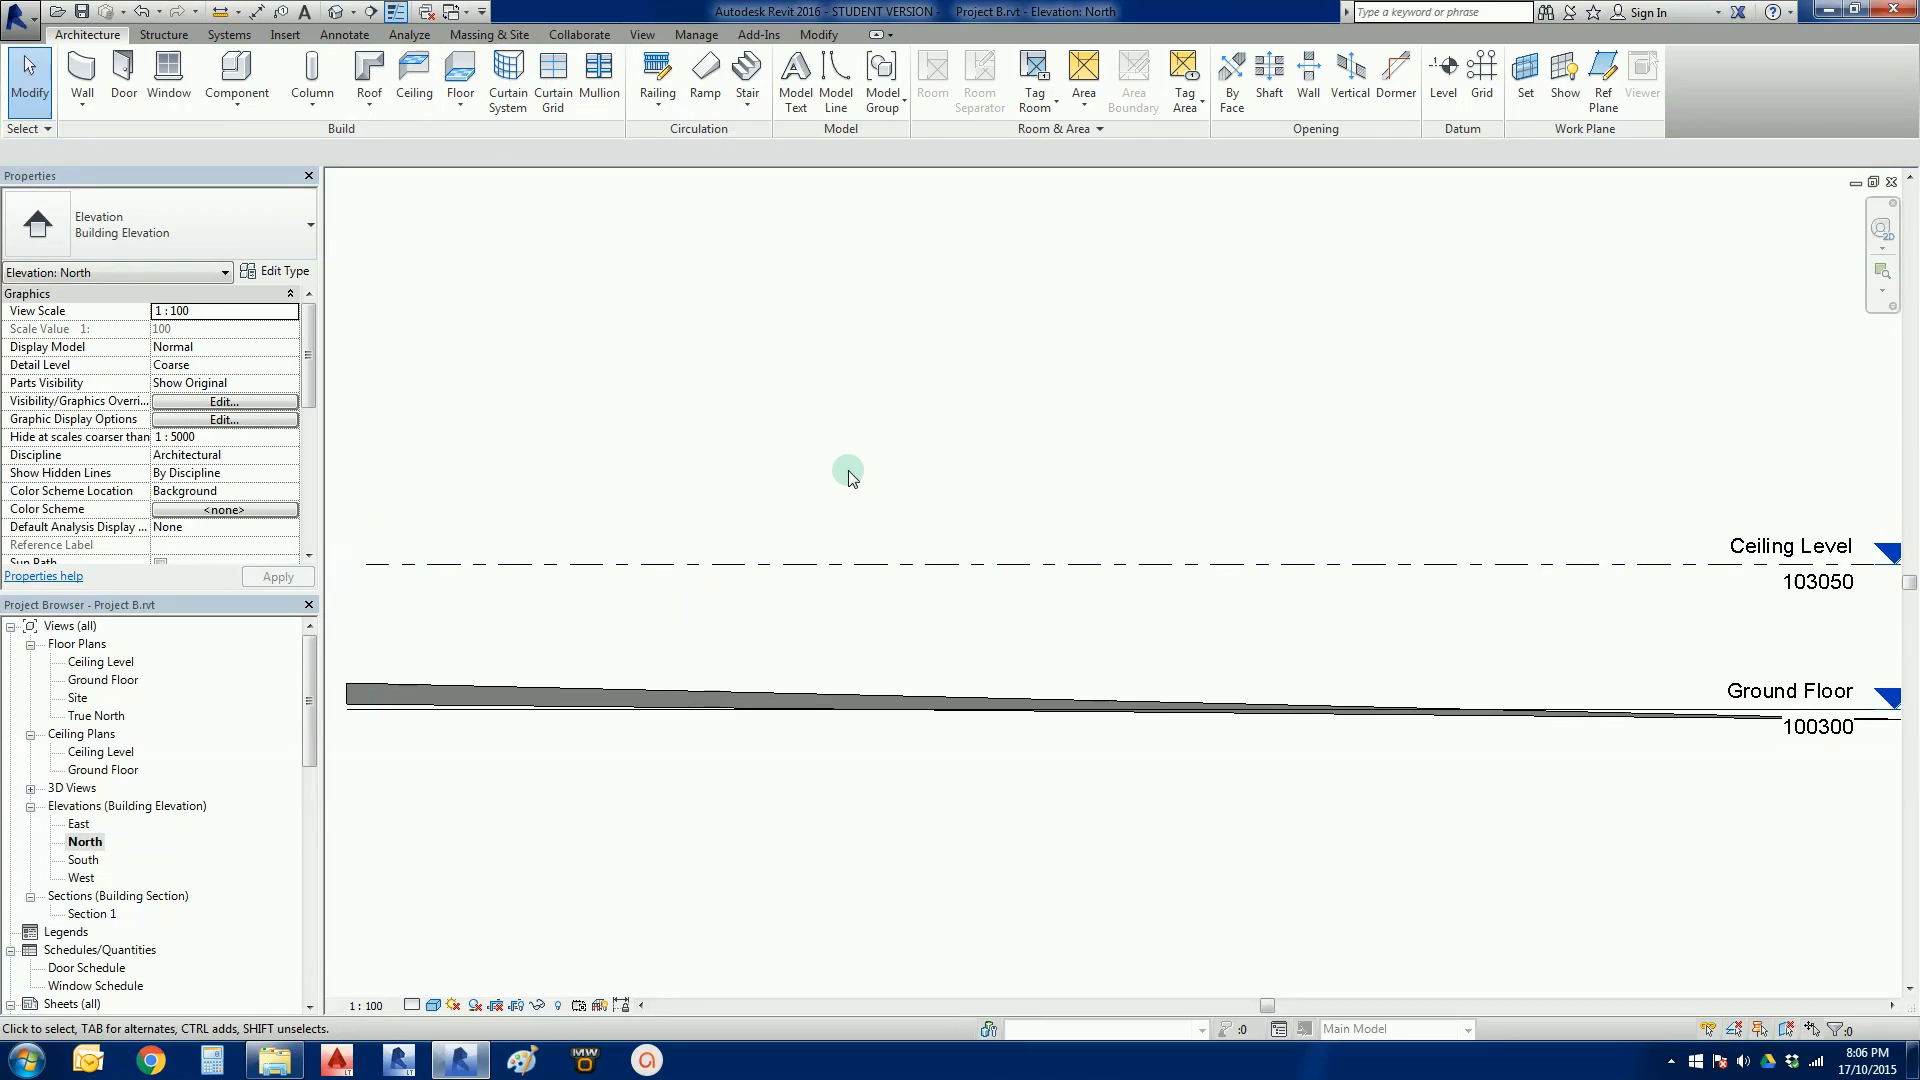 Autodesk Revit 2016 - STUDENT VERSION - Project B.rvt - Elevation: North
Type a keyword or phrase
Sign In
Architecture Structure Systems Insert Annotate Analyze Massing & Site Collaborate View Manage Add-Ins Modify
Modify Wall Door Window Component Column Roof Ceiling Floor Curtain System Curtain Grid Mullion Railing Ramp Stair Model Text Model Line Model Group Room Room Separator Tag Room Area Area Boundary Tag Area By Face Shaft Wall Vertical Dormer Level Grid Set Show Ref Plane Viewer
Select Build Circulation Model Room & Area Opening Datum Work Plane
Properties
Elevation
Building Elevation
Elevation: North Edit Type
Graphics
View Scale 1 : 100
Scale Value 1: 100
Display Model Normal
Detail Level Coarse
Parts Visibility Show Original
Visibility/Graphics Overri... Edit...
Graphic Display Options Edit...
Hide at scales coarser than 1 : 5000
Discipline Architectural
Show Hidden Lines By Discipline
Color Scheme Location Background
Color Scheme <none>
Default Analysis Display ... None
Reference Label
Sun Path
Properties help Apply
Project Browser - Project B.rvt
Views (all)
Floor Plans
Ceiling Level
Ground Floor
Site
True North
Ceiling Plans
Ceiling Level
Ground Floor
3D Views
Elevations (Building Elevation)
East
North
South
West
Sections (Building Section)
Section 1
Legends
Schedules/Quantities
Door Schedule
Window Schedule
Sheets (all)
Ceiling Level
103050
Ground Floor
100300
2D
1 : 100
Click to select, TAB for alternates, CTRL adds, SHIFT unselects.
:0 Main Model :0
LT LT MW
8:06 PM
17/10/2015